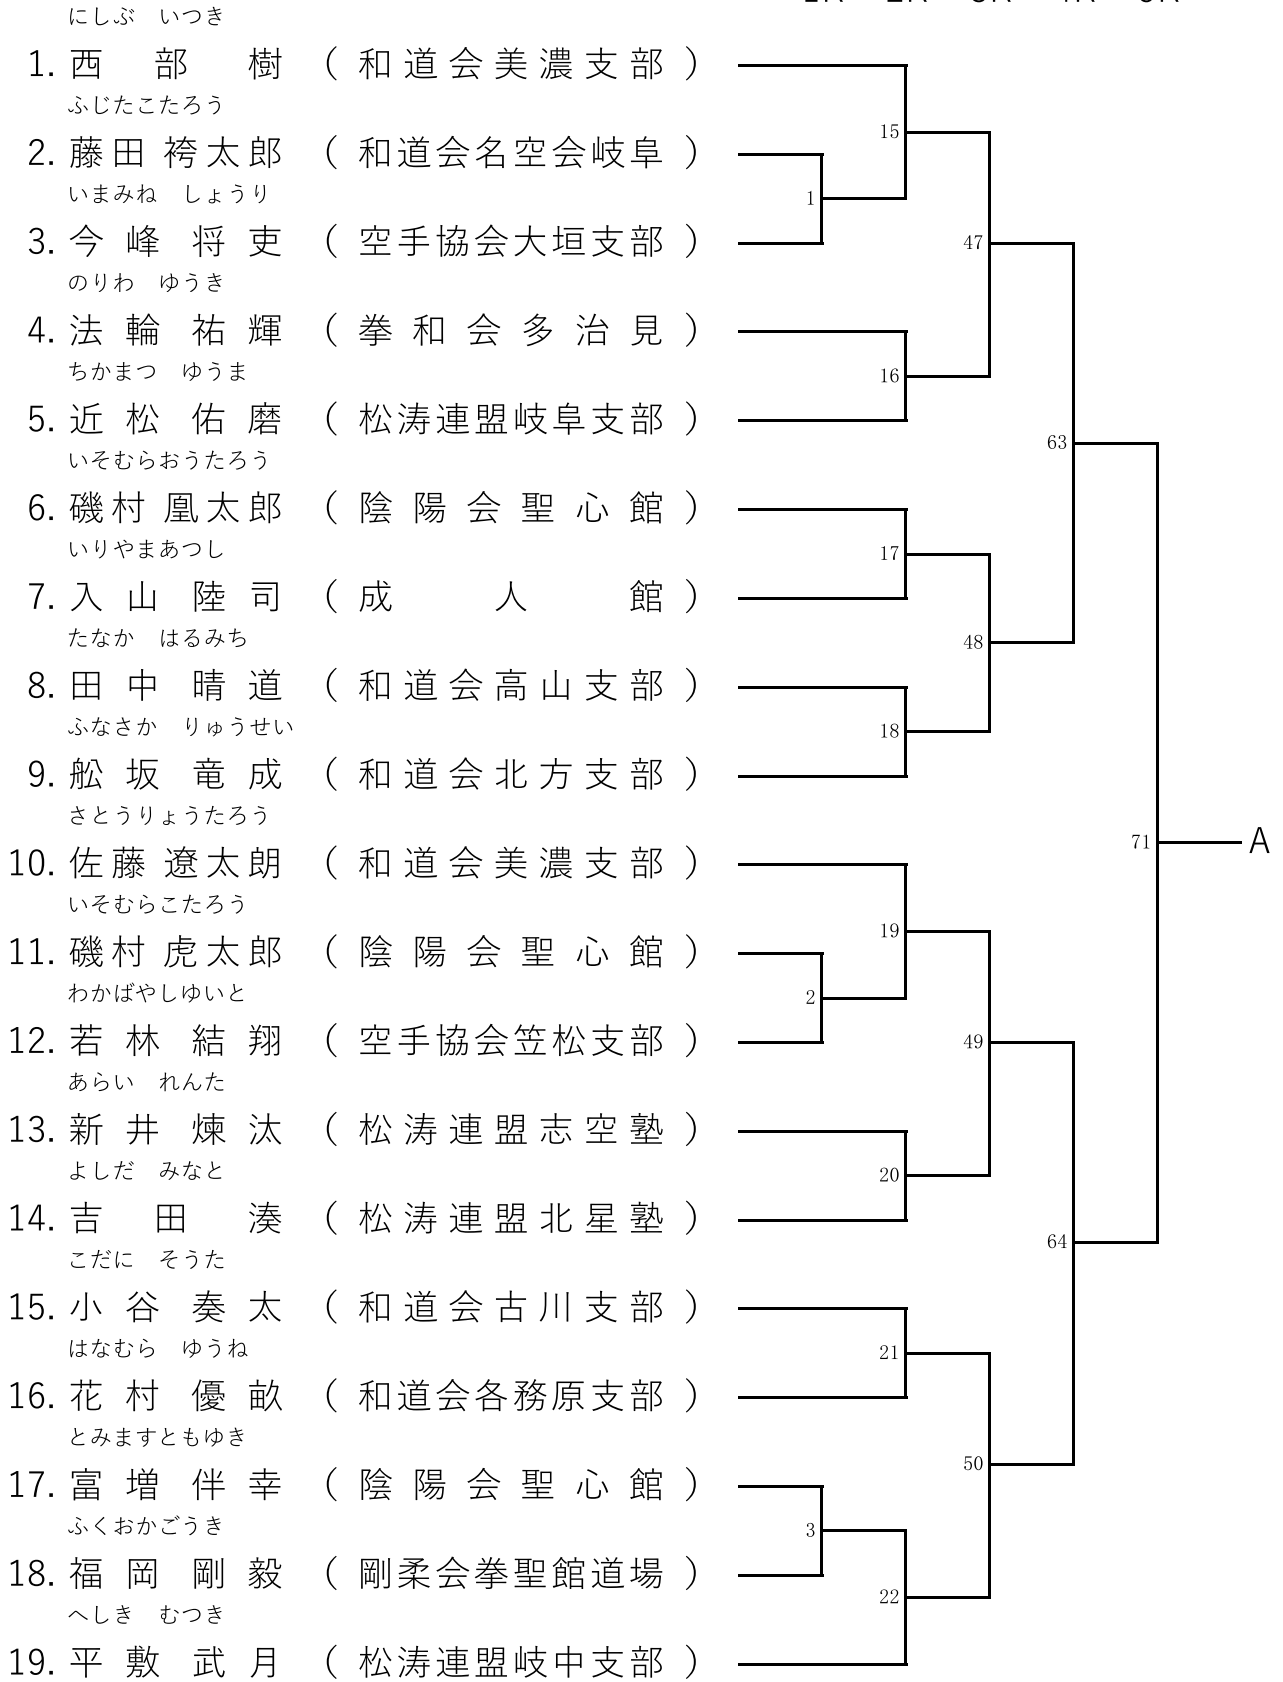 にしぶ いつき
1. 西部 樹 ( 和道会美濃支部 )
ふじたこたろう
2. 藤田 袴太郎 ( 和道会名空会岐阜 )
いまみね しょうり
3. 今峰 将吏 ( 空手協会大垣支部 )
のりわ ゆうき
4. 法輪 祐輝 ( 拳和会多治見 )
ちかまつ ゆうま
5. 近松 佑磨 ( 松涛連盟岐阜支部 )
いそむらおうたろう
6. 磯村 凰太郎 ( 陰陽会聖心館 )
いりやまあつし
7. 入山 陸司 ( 成人館 )
たなか はるみち
8. 田中 晴道 ( 和道会高山支部 )
ふなさか りゅうせい
9. 舩坂 竜成 ( 和道会北方支部 )
さとうりょうたろう
10. 佐藤 遼太朗 ( 和道会美濃支部 )
いそむらこたろう
11. 磯村 虎太郎 ( 陰陽会聖心館 )
わかばやしゆいと
12. 若林 結翔 ( 空手協会笠松支部 )
あらい れんた
13. 新井 煉汰 ( 松涛連盟志空塾 )
よしだ みなと
14. 吉田 湊 ( 松涛連盟北星塾 )
こだに そうた
15. 小谷 奏太 ( 和道会古川支部 )
はなむら ゆうね
16. 花村 優畝 ( 和道会各務原支部 )
とみますともゆき
17. 富増 伴幸 ( 陰陽会聖心館 )
ふくおかごうき
18. 福岡 剛毅 ( 剛柔会拳聖館道場 )
へしき むつき
19. 平敷 武月 ( 松涛連盟岐中支部 )
1
2
3
15
16
17
18
19
20
21
22
47
48
49
50
63
64
71
A